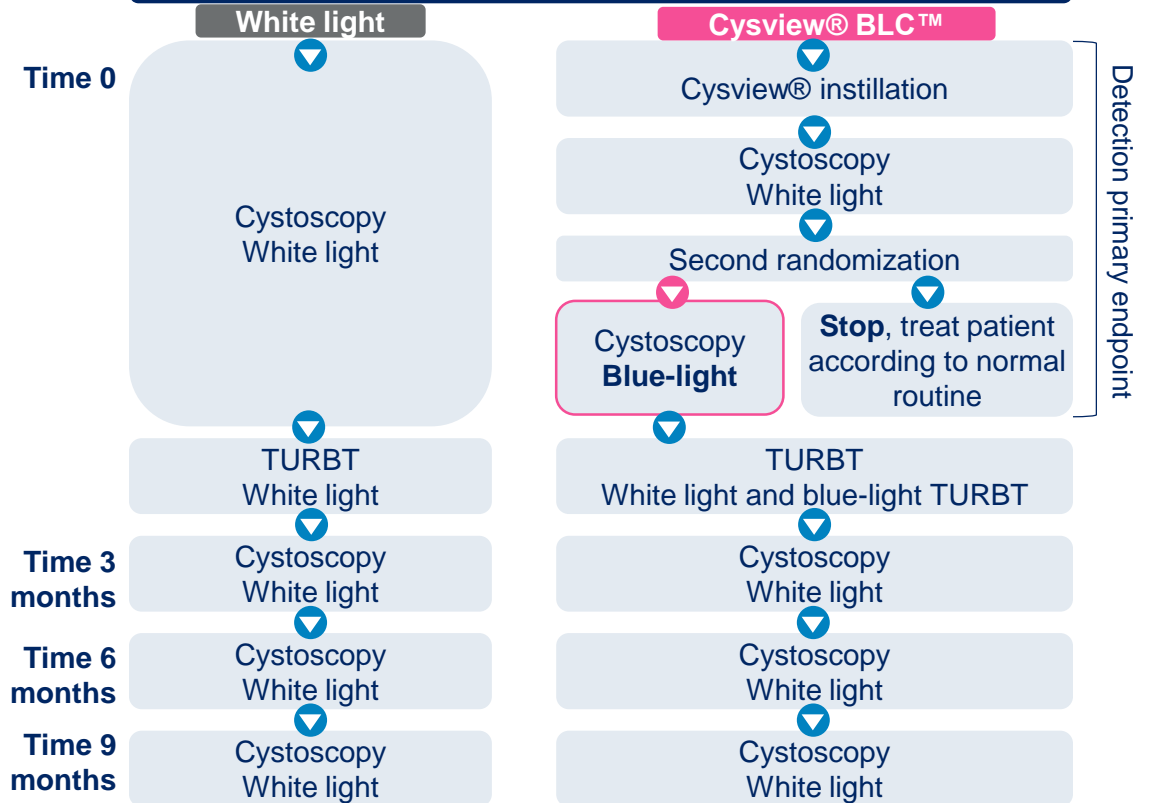 White light
Cysview® BLC™
Time 0
Cystoscopy
White light
Cysview® instillation
Cystoscopy
White light
Second randomization
Cystoscopy
Blue-light
Stop, treat patient
according to normal
routine
Detection primary endpoint
TURBT
White light
TURBT
White light and blue-light TURBT
Time 3
months
Cystoscopy
White light
Cystoscopy
White light
Time 6
months
Cystoscopy
White light
Cystoscopy
White light
Time 9
months
Cystoscopy
White light
Cystoscopy
White light